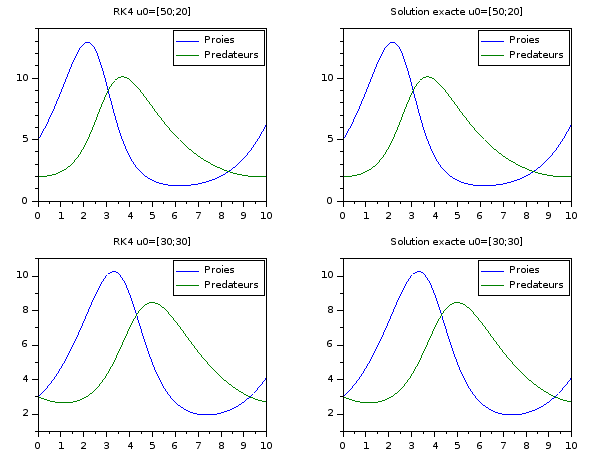 RK4 u0=[50;20]
Proies
Predateurs
10
5
0
0 1 2 3 4 5 6 7 8 9 10
Solution exacte u0=[50;20]
Proies
Predateurs
10
5
0
0 1 2 3 4 5 6 7 8 9 10
RK4 u0=[30;30]
Proies
Predateurs
10
8
6
4
2
0 1 2 3 4 5 6 7 8 9 10
Solution exacte u0=[30;30]
Proies
Predateurs
10
8
6
4
2
0 1 2 3 4 5 6 7 8 9 10